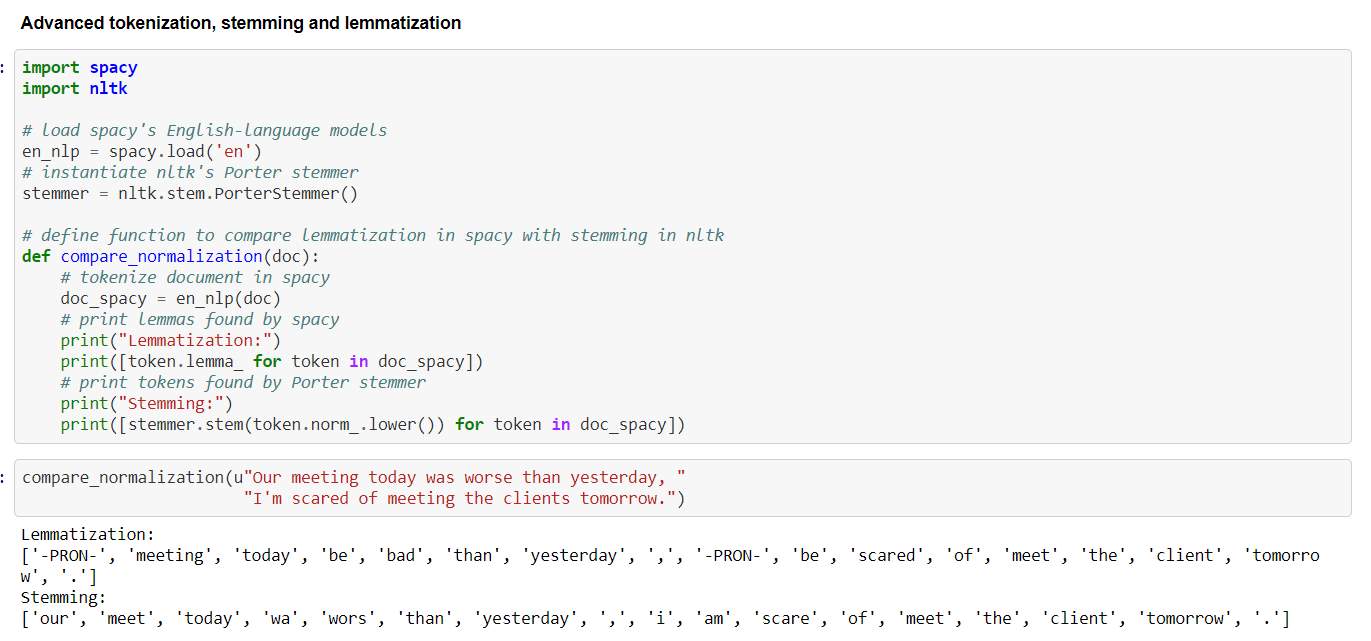 Advanced tokenization, stemming and lemmatization
: import spacy
import nltk
# load spacy's English-language models
en_nlp = spacy.load('en')
# instantiate nltk's Porter stemmer
stemmer = nltk.stem.PorterStemmer()
# define function to compare lemmatization in spacy with stemming in nltk
def compare_normalization(doc):
    # tokenize document in spacy
    doc_spacy = en_nlp(doc)
    # print lemmas found by spacy
    print("Lemmatization:")
    print([token.lemma_ for token in doc_spacy])
    # print tokens found by Porter stemmer
    print("Stemming:")
    print([stemmer.stem(token.norm_.lower()) for token in doc_spacy])
: compare_normalization(u"Our meeting today was worse than yesterday, "
                       "I'm scared of meeting the clients tomorrow.")
Lemmatization:
['-PRON-', 'meeting', 'today', 'be', 'bad', 'than', 'yesterday', ',', '-PRON-', 'be', 'scared', 'of', 'meet', 'the', 'client', 'tomorro
w', '.']
Stemming:
['our', 'meet', 'today', 'wa', 'wors', 'than', 'yesterday', ',', 'i', 'am', 'scare', 'of', 'meet', 'the', 'client', 'tomorrow', '.']